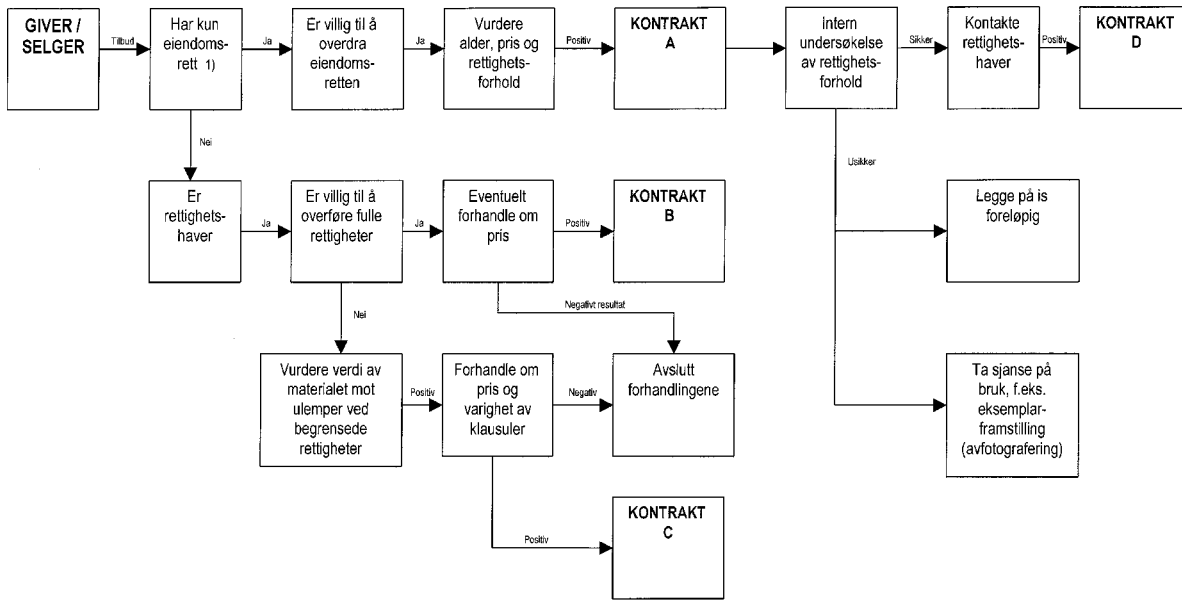 GIVER /
SELGER
Tilbud
Har kun
eiendoms-
rett 1)
Ja
Er villig til å
overdra
eiendoms-
retten
Ja
Vurdere
alder, pris og
rettighets-
forhold
Positiv
KONTRAKT
A
Intern
undersøkelse
av rettighets-
forhold
Sikker
Kontakte
rettighets-
haver
Positiv
KONTRAKT
D
Nei
Usikker
Er
rettighets-
haver
Ja
Er villig til å
overføre fulle
rettigheter
Ja
Eventuelt
forhandle om
pris
Positiv
KONTRAKT
B
Legge på is
foreløpig
Nei
Negativt resultat
Vurdere verdi av
materialet mot
ulemper ved
begrensede
rettigheter
Positiv
Forhandle om
pris og
varighet av
klausuler
Negativ
Avslutt
forhandlingene
Ta sjanse på
bruk, f.eks.
eksemplar-
framstilling
(avfotografering)
Positiv
KONTRAKT
C